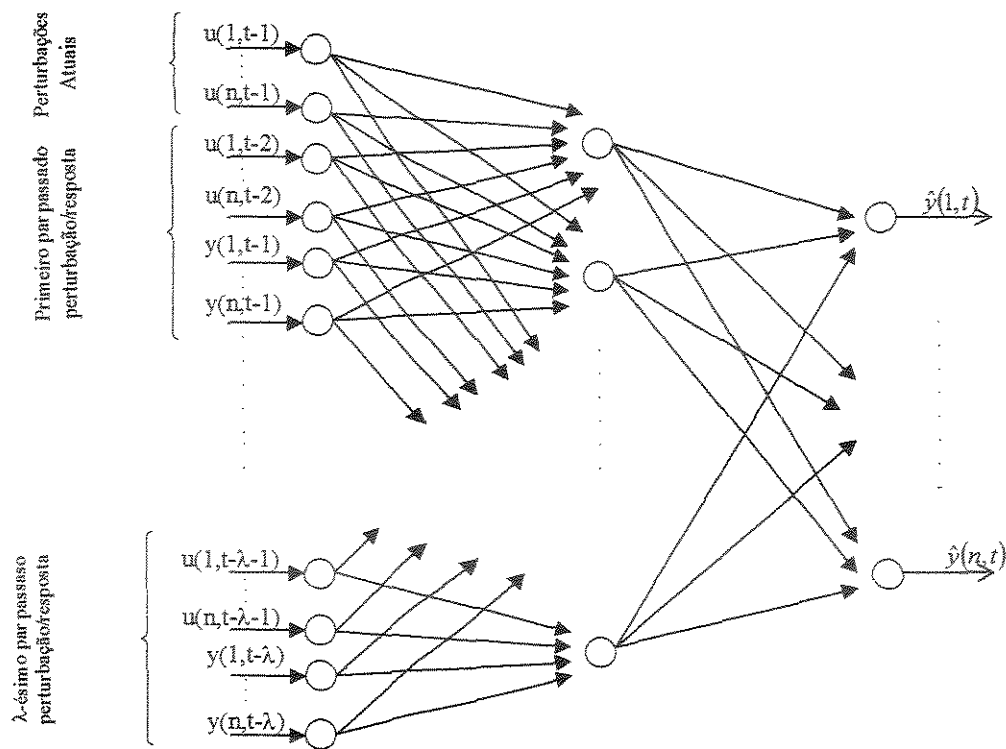 Perturbações
Atuais
u(1,t-1)
u(n,t-1)
Primeiro par passado
perturbação/resposta
u(1,t-2)
u(n,t-2)
y(1,t-1)
y(n,t-1)
λ-ésimo par passaso
perturbação/resposta
u(1,t-λ-1)
u(n,t-λ-1)
y(1,t-λ)
y(n,t-λ)
ŷ(1,t)
ŷ(n,t)